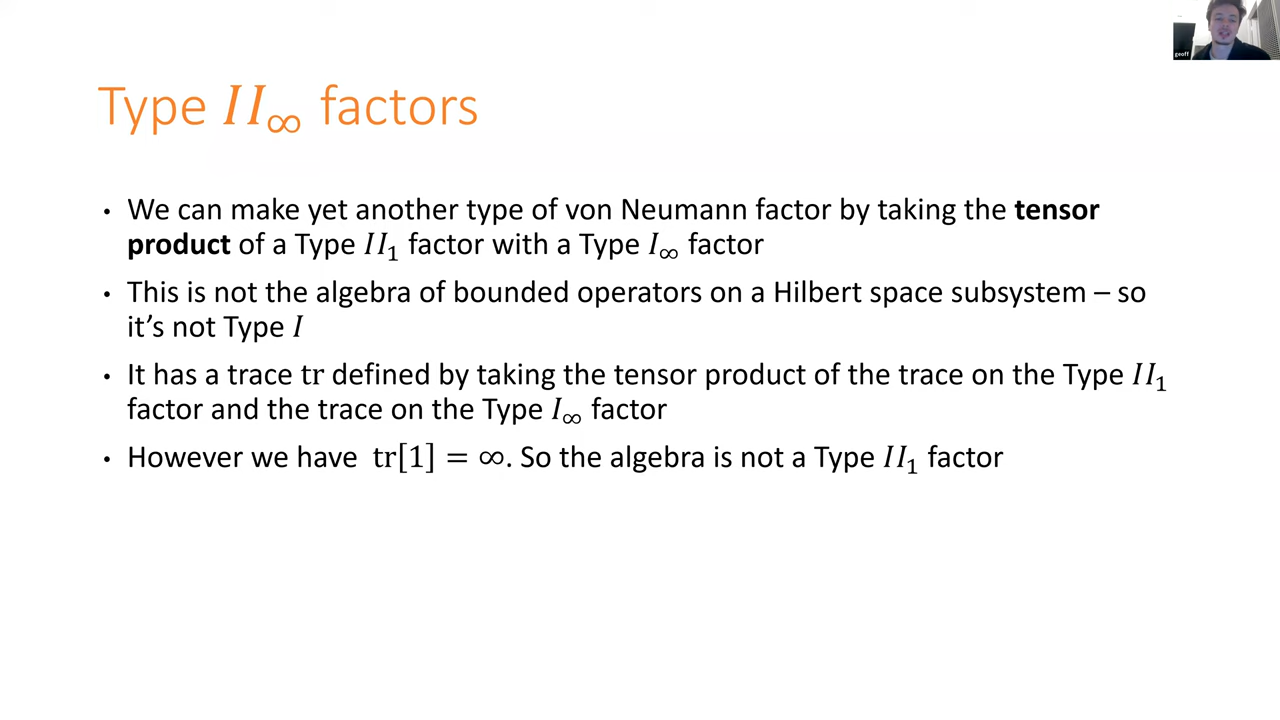 geoff
Type II∞ factors
• We can make yet another type of von Neumann factor by taking the tensor
product of a Type II₁ factor with a Type I∞ factor
• This is not the algebra of bounded operators on a Hilbert space subsystem – so
it’s not Type I
• It has a trace tr defined by taking the tensor product of the trace on the Type II₁
factor and the trace on the Type I∞ factor
• However we have tr[1] = ∞. So the algebra is not a Type II₁ factor